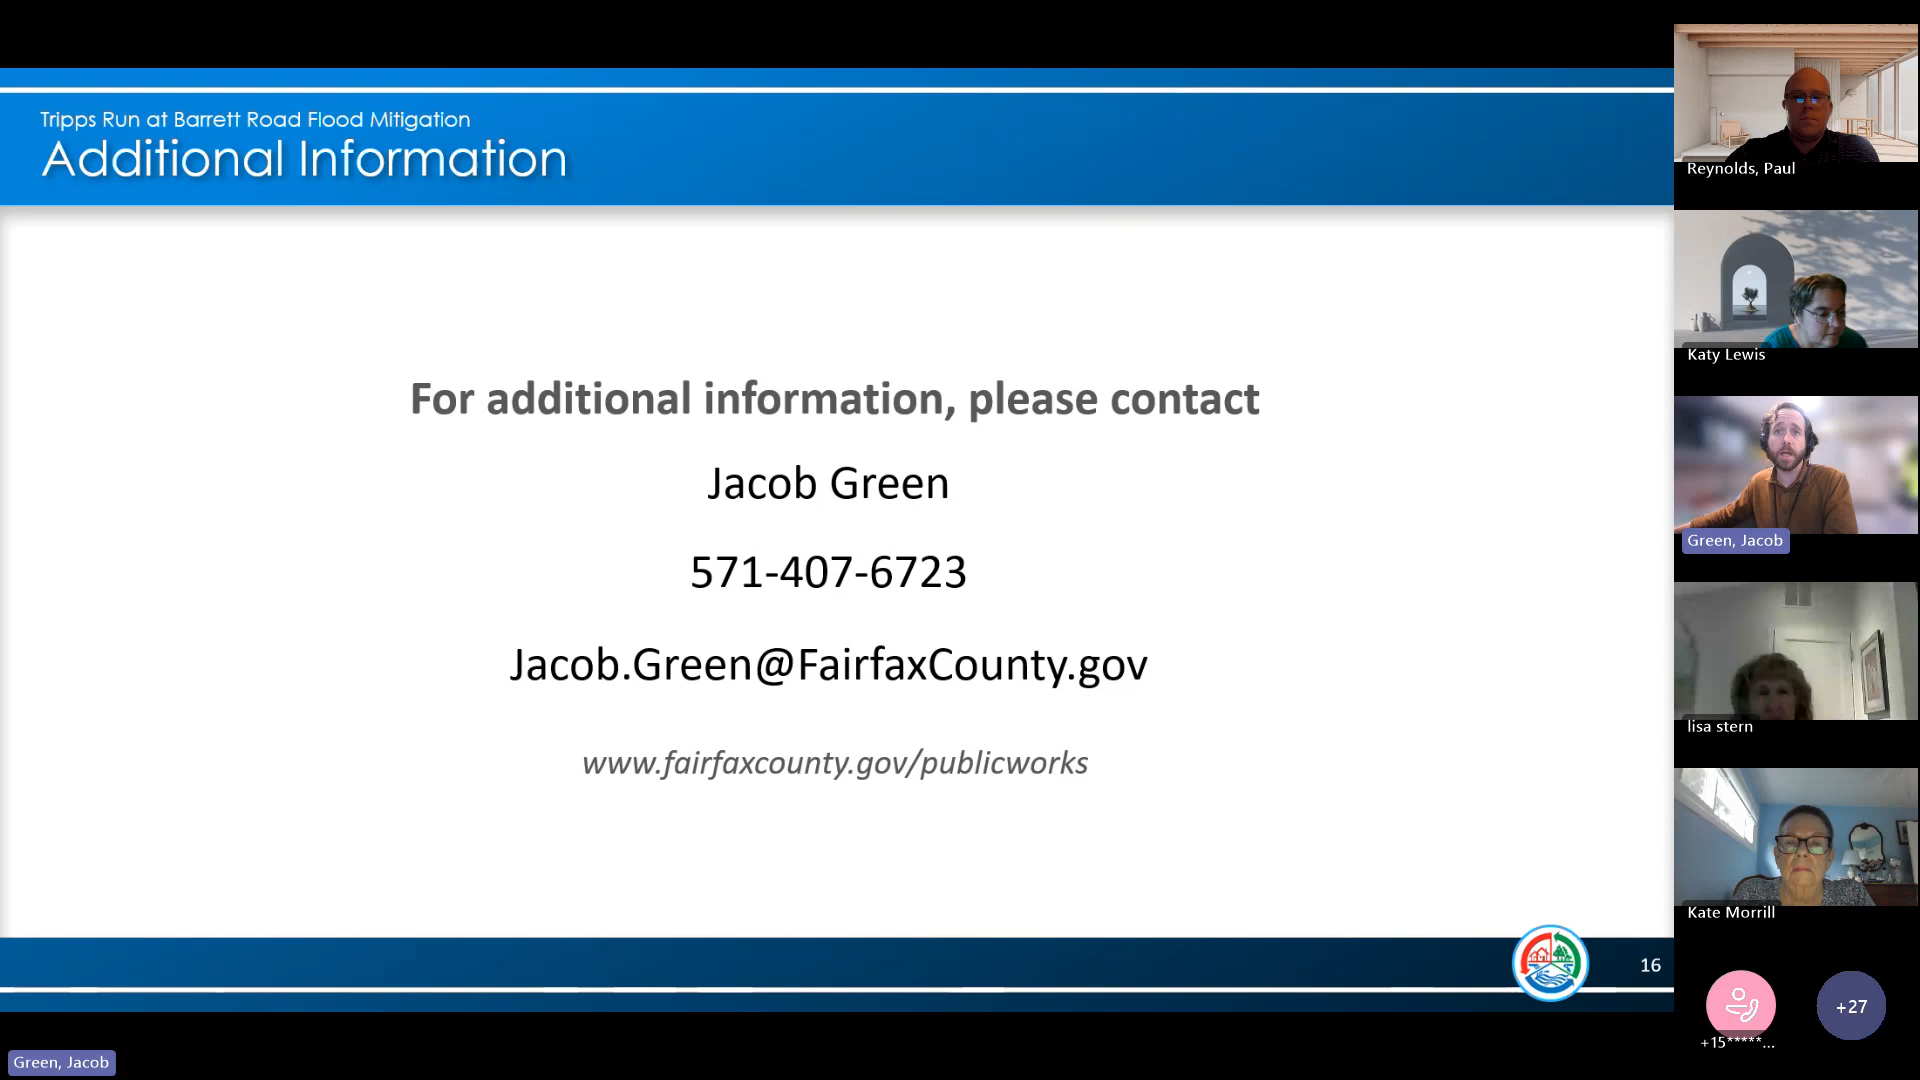 Tripps Run at Barrett Road Flood Mitigation
Additional Information
For additional information, please contact
Jacob Green
571-407-6723
Jacob.Green@FairfaxCounty.gov
www.fairfaxcounty.gov/publicworks
16
Reynolds, Paul
Katy Lewis
Green, Jacob
lisa stern
Kate Morrill
+15*****...
+27
Green, Jacob